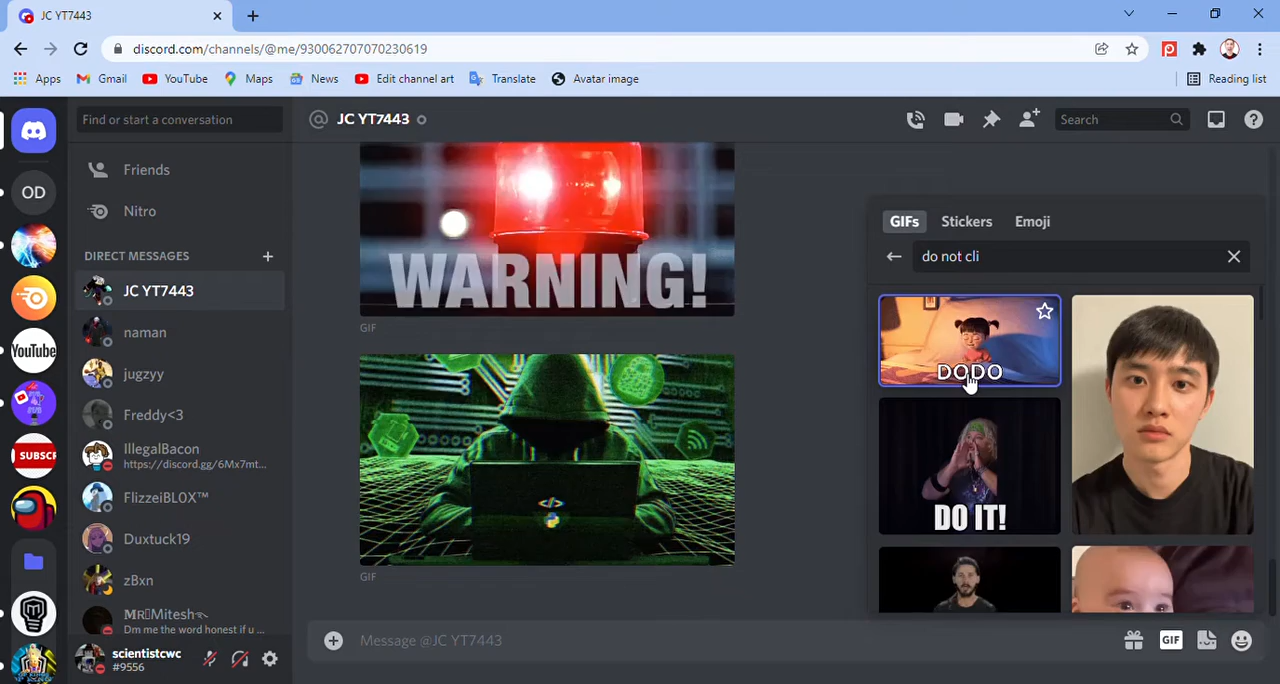 JC YT7443
discord.com/channels/@me/930062707070230619
Apps Gmail YouTube Maps News Edit channel art Translate Avatar image Reading list
Find or start a conversation
JC YT7443
Search
Friends
OD
Nitro
DIRECT MESSAGES
JC YT7443
naman
YouTube
jugzyy
Freddy<3
SUBSCR
IllegalBacon
https://discord.gg/6Mx7mt...
FlizzeiBL0X™
Duxtuck19
zBxn
Dm me the word honest if u ...
scientistcwc
#9556
WARNING!
GIF
GIF
Message @JC YT7443
GIF
GIFs Stickers Emoji
do not cli
DODO
DO IT!